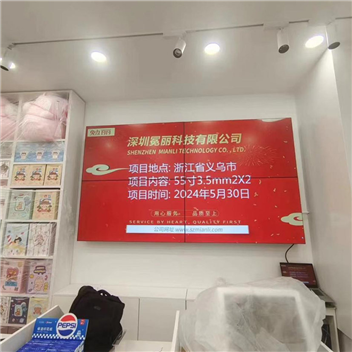 深圳冕丽科技有限公司
SHENZHEN MIANLI TECHNOLOGY CO., LTD.
项目地点: 浙江省义乌市
项目内容: 55寸3.5mm2X2
项目时间: 2024年5月30日
用心服务 品质至上
SERVICE BY HEART, QUALITY FIRST
PEPSI